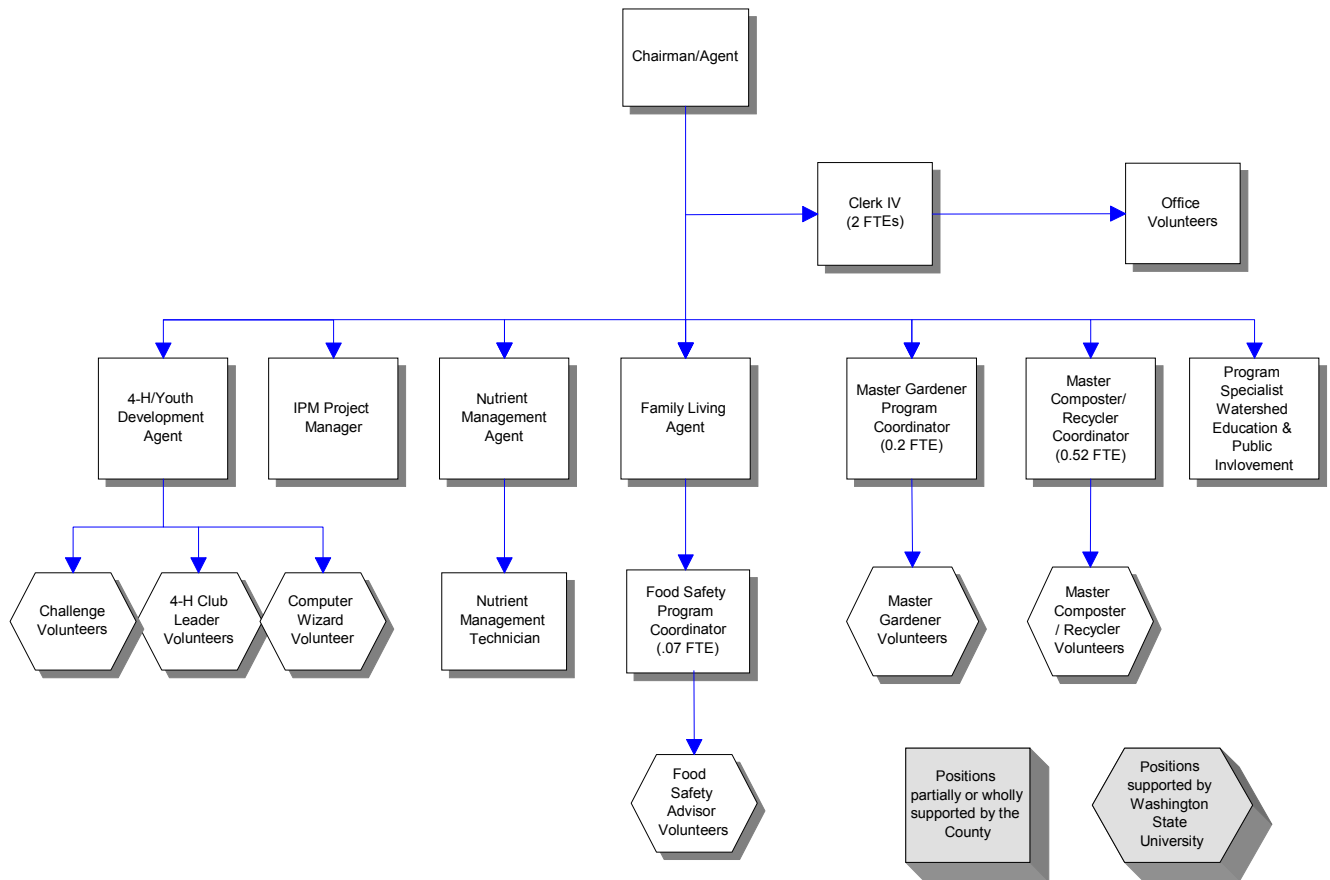 Chairman/Agent
Clerk IV
(2 FTEs)
Office
Volunteers
4-H/Youth
Development
Agent
IPM Project
Manager
Nutrient
Management
Agent
Family Living
Agent
Master Gardener
Program
Coordinator
(0.2 FTE)
Master
Composter/
Recycler
Coordinator
(0.52 FTE)
Program
Specialist
Watershed
Education &
Public
Invlovement
Challenge
Volunteers
4-H Club
Leader
Volunteers
Computer
Wizard
Volunteer
Nutrient
Management
Technician
Food Safety
Program
Coordinator
(.07 FTE)
Master
Gardener
Volunteers
Master
Composter
/ Recycler
Volunteers
Food
Safety
Advisor
Volunteers
Positions
partially or wholly
supported by the
County
Positions
supported by
Washington
State
University